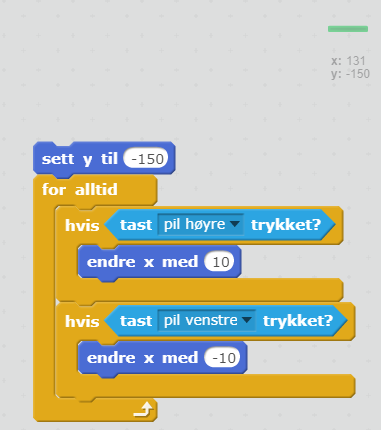 x: 131
y: -150
sett y til -150
for alltid
hvis tast pil høyre trykket?
endre x med 10
hvis tast pil venstre trykket?
endre x med -10